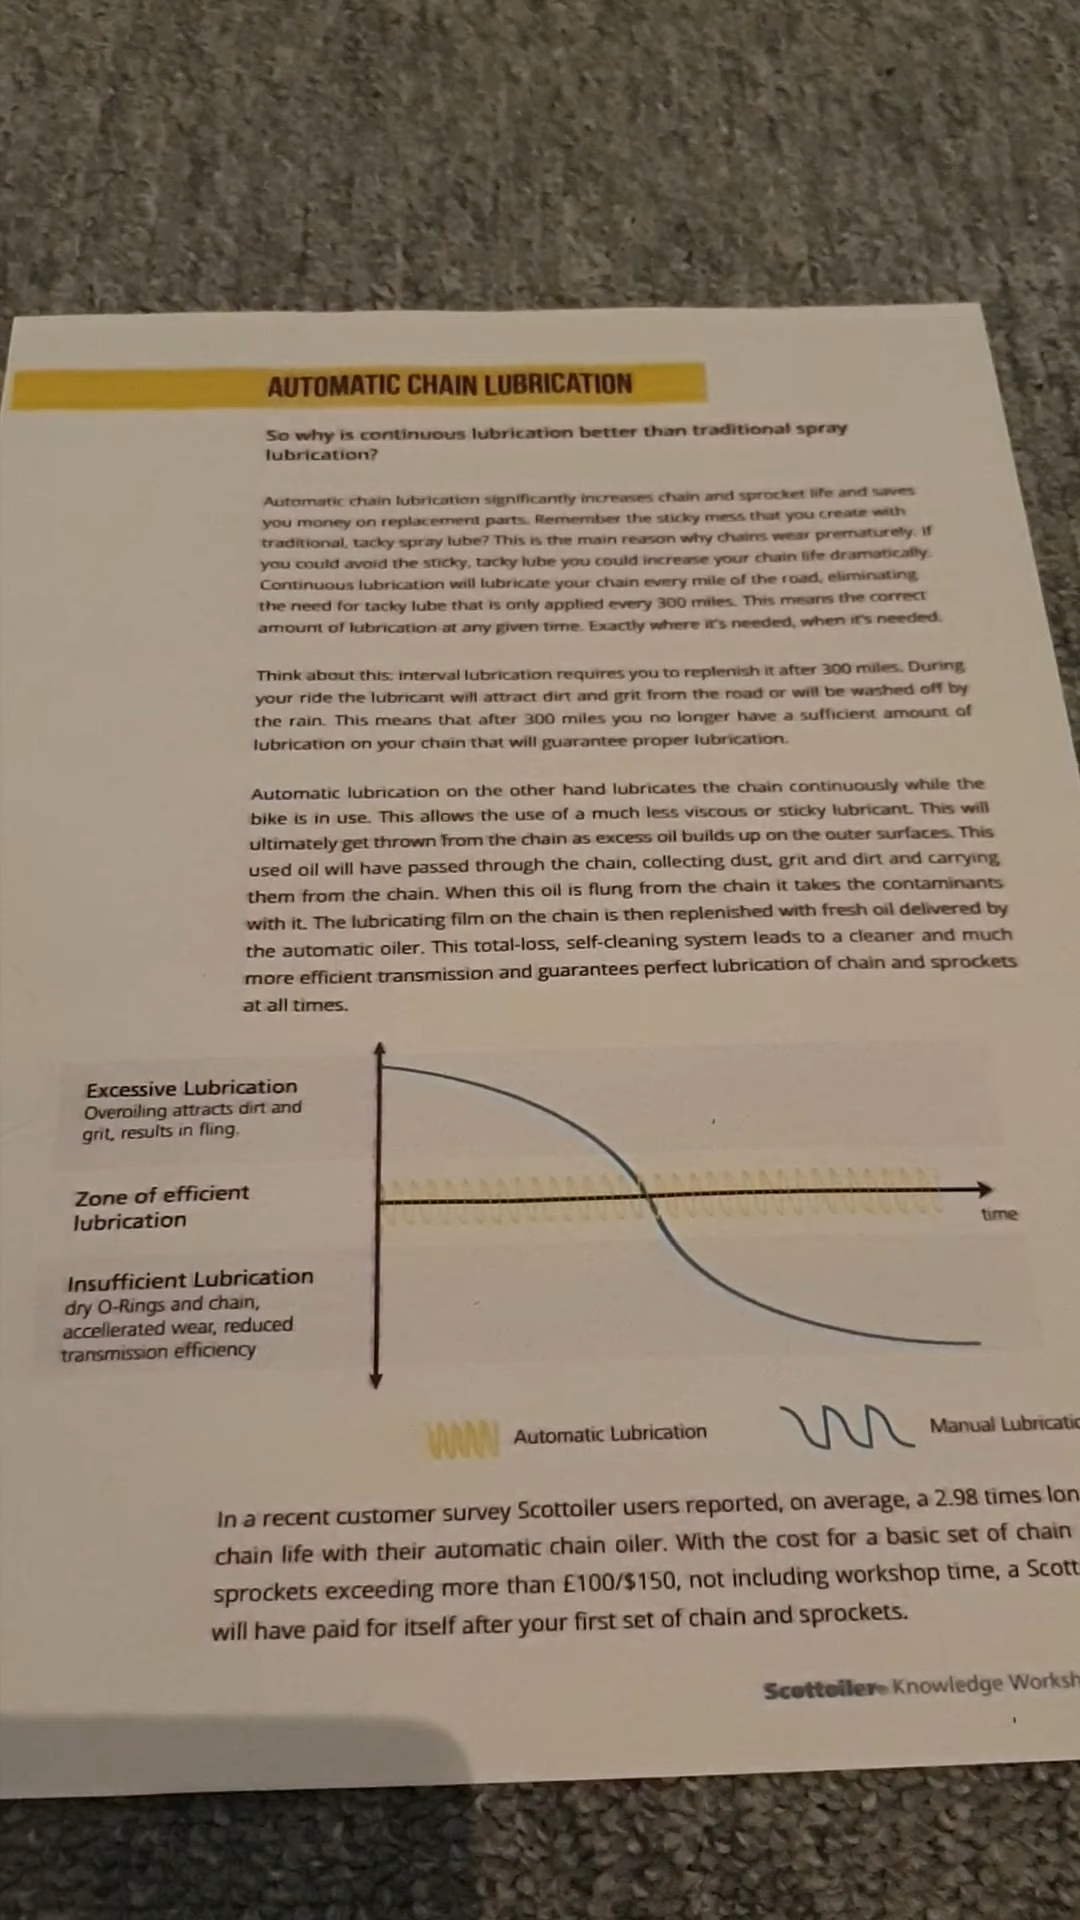 AUTOMATIC CHAIN LUBRICATION
So why is continuous lubrication better than traditional spray
lubrication?
Automatic chain lubrication significantly increases chain and sprocket life and saves
you money on replacement parts. Remember the sticky mess that you create with
traditional, tacky spray lube? This is the main reason why chains wear prematurely. If
you could avoid the sticky, tacky lube you could increase your chain life dramatically.
Continuous lubrication will lubricate your chain every mile of the road, eliminating
the need for tacky lube that is only applied every 300 miles. This means the correct
amount of lubrication at any given time. Exactly where it's needed, when it's needed.
Think about this: interval lubrication requires you to replenish it after 300 miles. During
your ride the lubricant will attract dirt and grit from the road or will be washed off by
the rain. This means that after 300 miles you no longer have a sufficient amount of
lubrication on your chain that will guarantee proper lubrication.
Automatic lubrication on the other hand lubricates the chain continuously while the
bike is in use. This allows the use of a much less viscous or sticky lubricant. This will
ultimately get thrown from the chain as excess oil builds up on the outer surfaces. This
used oil will have passed through the chain, collecting dust, grit and dirt and carrying
them from the chain. When this oil is flung from the chain it takes the contaminants
with it. The lubricating film on the chain is then replenished with fresh oil delivered by
the automatic oiler. This total-loss, self-cleaning system leads to a cleaner and much
more efficient transmission and guarantees perfect lubrication of chain and sprockets
at all times.
Excessive Lubrication
Overoiling attracts dirt and
grit, results in fling.
Zone of efficient
lubrication
time
Insufficient Lubrication
dry O-Rings and chain,
accellerated wear, reduced
transmission efficiency
Automatic Lubrication
Manual Lubricatio
In a recent customer survey Scottoiler users reported, on average, a 2.98 times lon
chain life with their automatic chain oiler. With the cost for a basic set of chain
sprockets exceeding more than £100/$150, not including workshop time, a Scott
will have paid for itself after your first set of chain and sprockets.
Scottoiler® Knowledge Worksh